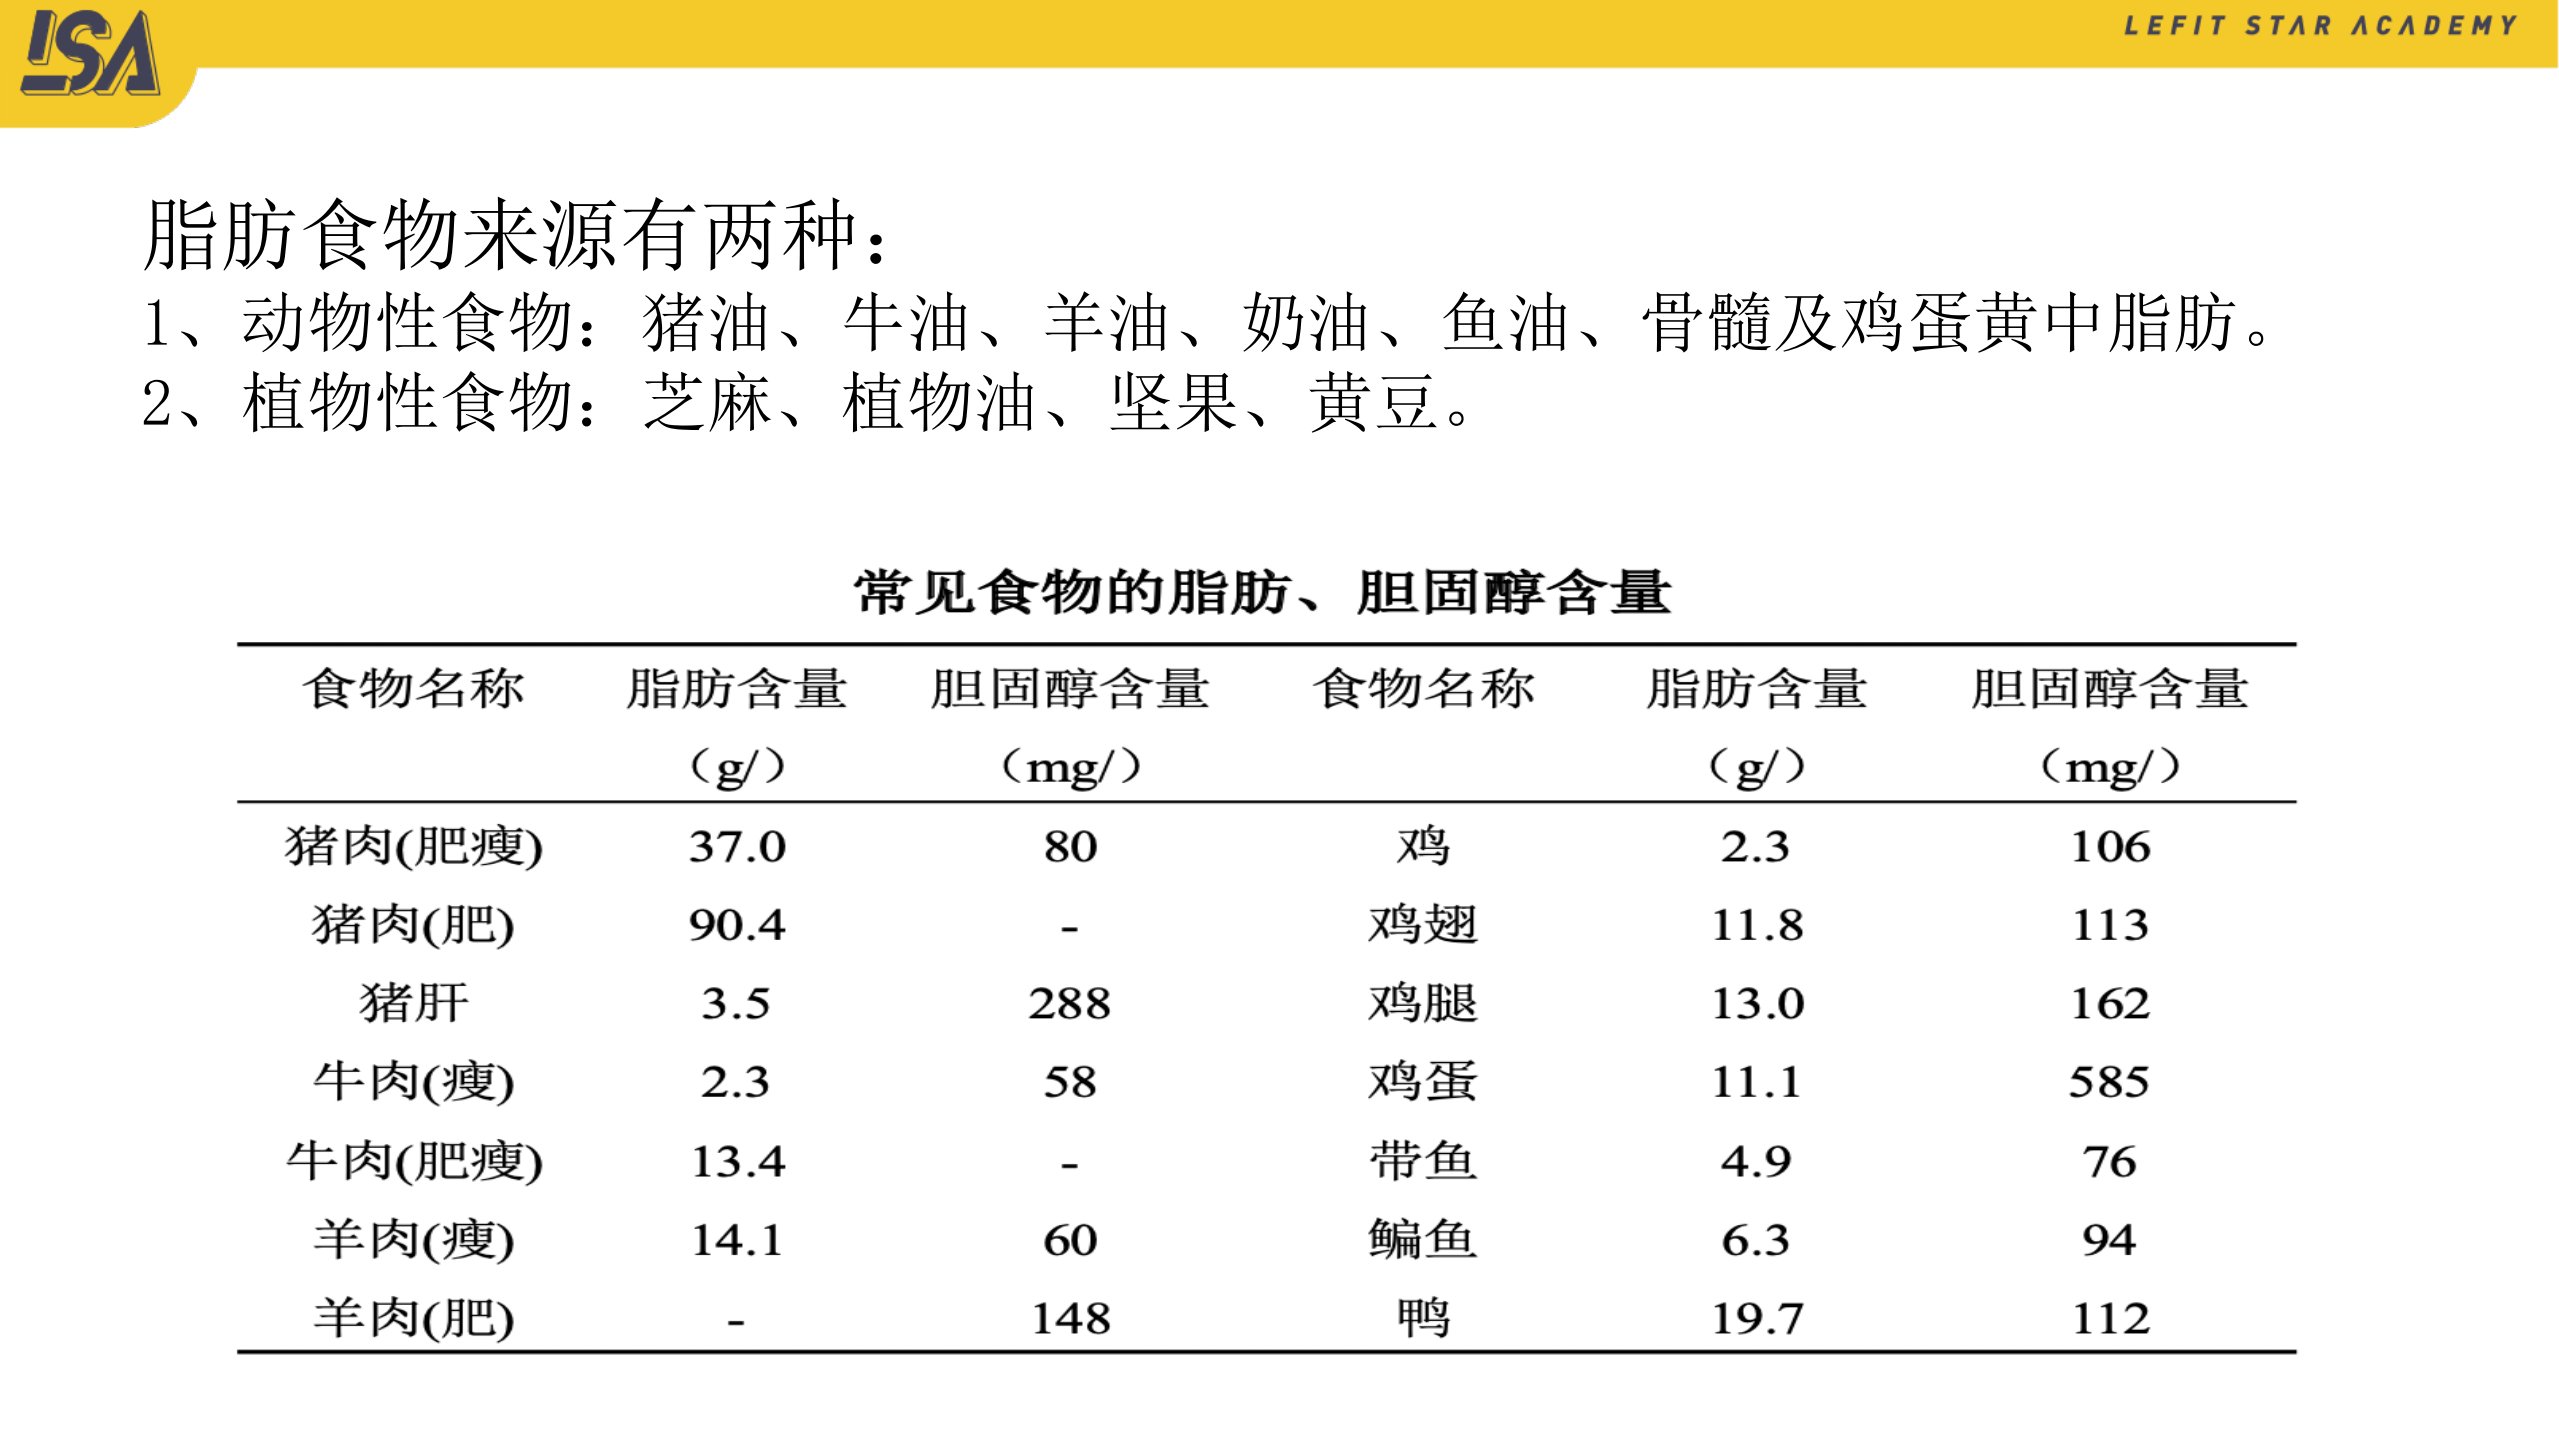 LSA
LEFIT STAR ACADEMY
脂肪食物来源有两种：
1、动物性食物：猪油、牛油、羊油、奶油、鱼油、骨髓及鸡蛋黄中脂肪。
2、植物性食物：芝麻、植物油、坚果、黄豆。
常见食物的脂肪、胆固醇含量
食物名称 脂肪含量 胆固醇含量 食物名称 脂肪含量 胆固醇含量
（g/） （mg/） （g/） （mg/）
猪肉(肥瘦) 37.0 80 鸡 2.3 106
猪肉(肥) 90.4 - 鸡翅 11.8 113
猪肝 3.5 288 鸡腿 13.0 162
牛肉(瘦) 2.3 58 鸡蛋 11.1 585
牛肉(肥瘦) 13.4 - 带鱼 4.9 76
羊肉(瘦) 14.1 60 鳊鱼 6.3 94
羊肉(肥) - 148 鸭 19.7 112